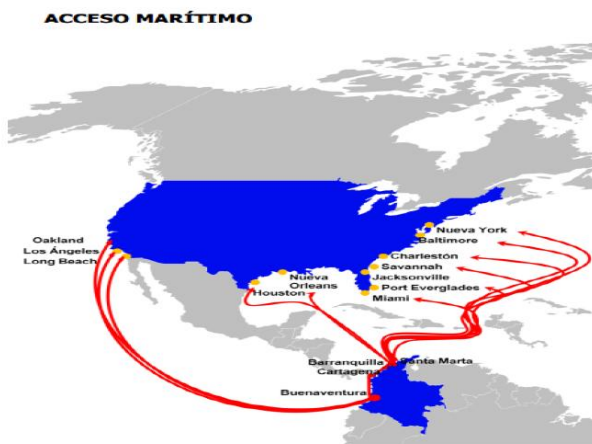 ACCESO MARÍTIMO
Oakland
Los Ángeles
Long Beach
Nueva York
Baltimore
Charlestón
Savannah
Jacksonville
Port Everglades
Miami
Nueva
Orleans
Houston
Barranquilla
Santa Marta
Cartagena
Buenaventura